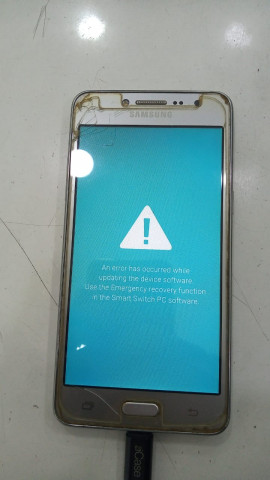 SAMSUNG
An error has occurred while
updating the device software.
Use the Emergency recovery function
in the Smart Switch PC software.